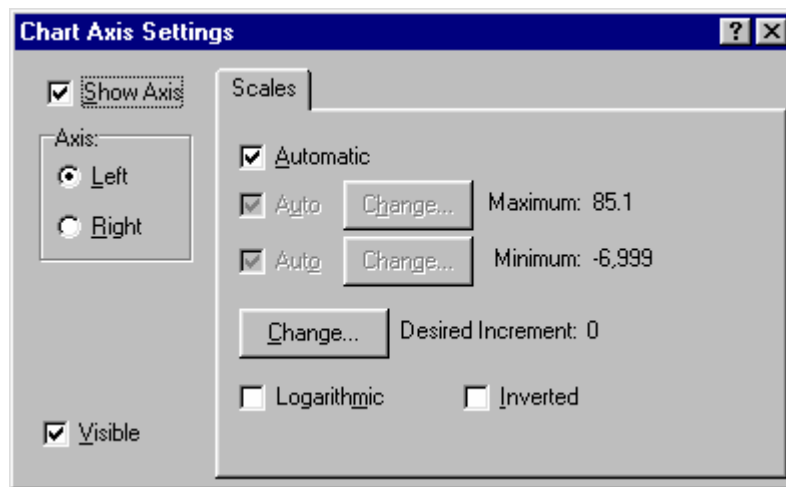 Chart Axis Settings
Show Axis
Axis:
Left
Right
Visible
Scales
Automatic
Auto Change... Maximum: 85.1
Auto Change... Minimum: -6,999
Change... Desired Increment: 0
Logarithmic Inverted